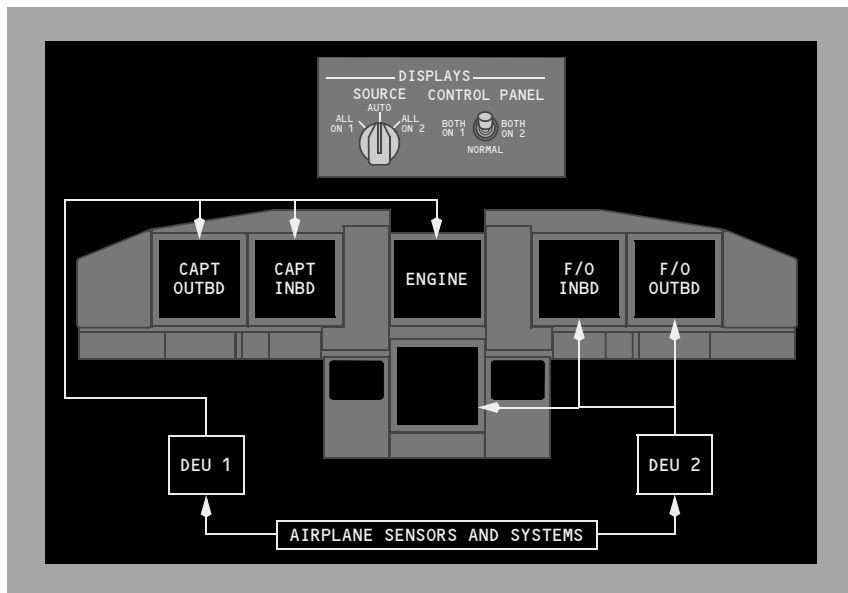 DISPLAYS
SOURCE
CONTROL PANEL
AUTO
ALL
ON 1
ALL
ON 2
BOTH
ON 1
BOTH
ON 2
NORMAL
CAPT
OUTBD
CAPT
INBD
ENGINE
F/O
INBD
F/O
OUTBD
DEU 1
DEU 2
AIRPLANE SENSORS AND SYSTEMS